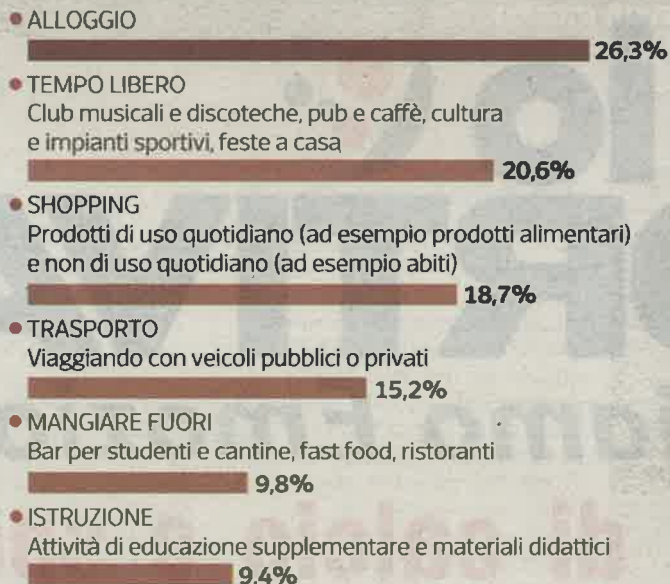 ALLOGGIO
26,3%
TEMPO LIBERO
Club musicali e discoteche, pub e caffè, cultura
e impianti sportivi, feste a casa
20,6%
SHOPPING
Prodotti di uso quotidiano (ad esempio prodotti alimentari)
e non di uso quotidiano (ad esempio abiti)
18,7%
TRASPORTO
Viaggiando con veicoli pubblici o privati
15,2%
MANGIARE FUORI
Bar per studenti e cantine, fast food, ristoranti
9,8%
ISTRUZIONE
Attività di educazione supplementare e materiali didattici
9,4%